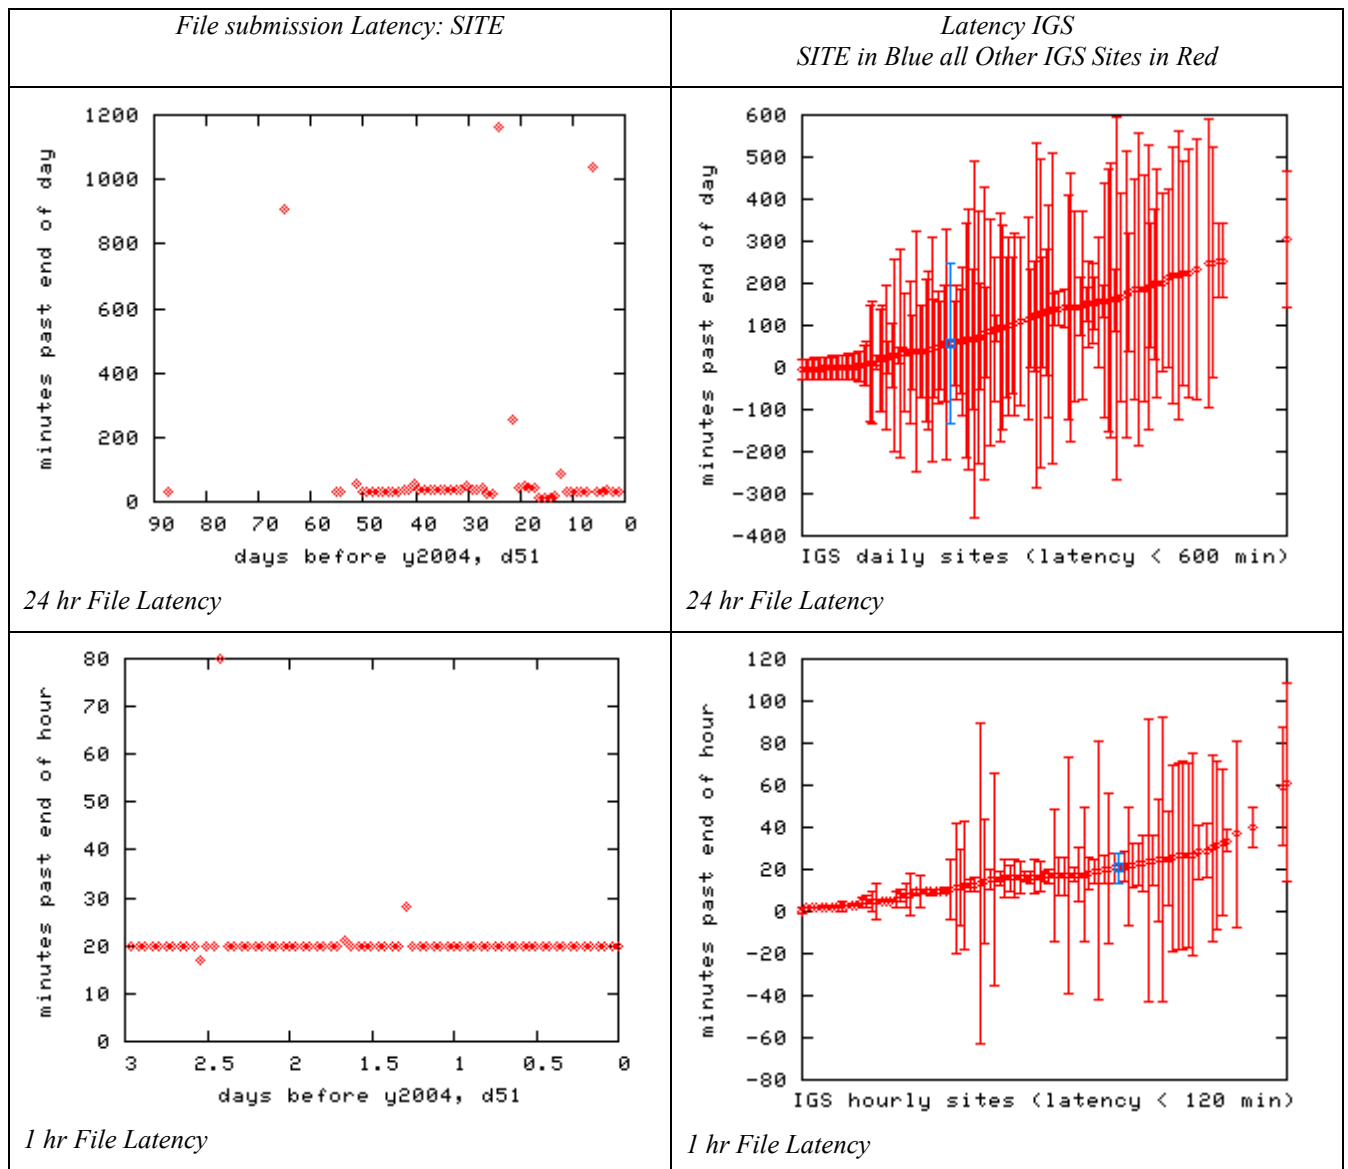 File submission Latency: SITE
Latency IGS
SITE in Blue all Other IGS Sites in Red
1200
1000
800
600
400
200
0
minutes past end of day
90 80 70 60 50 40 30 20 10 0
days before y2004, d51
24 hr File Latency
600
500
400
300
200
100
0
-100
-200
-300
-400
minutes past end of day
IGS daily sites (latency < 600 min)
24 hr File Latency
80
70
60
50
40
30
20
10
0
minutes past end of hour
3 2.5 2 1.5 1 0.5 0
days before y2004, d51
1 hr File Latency
120
100
80
60
40
20
0
-20
-40
-60
-80
minutes past end of hour
IGS hourly sites (latency < 120 min)
1 hr File Latency